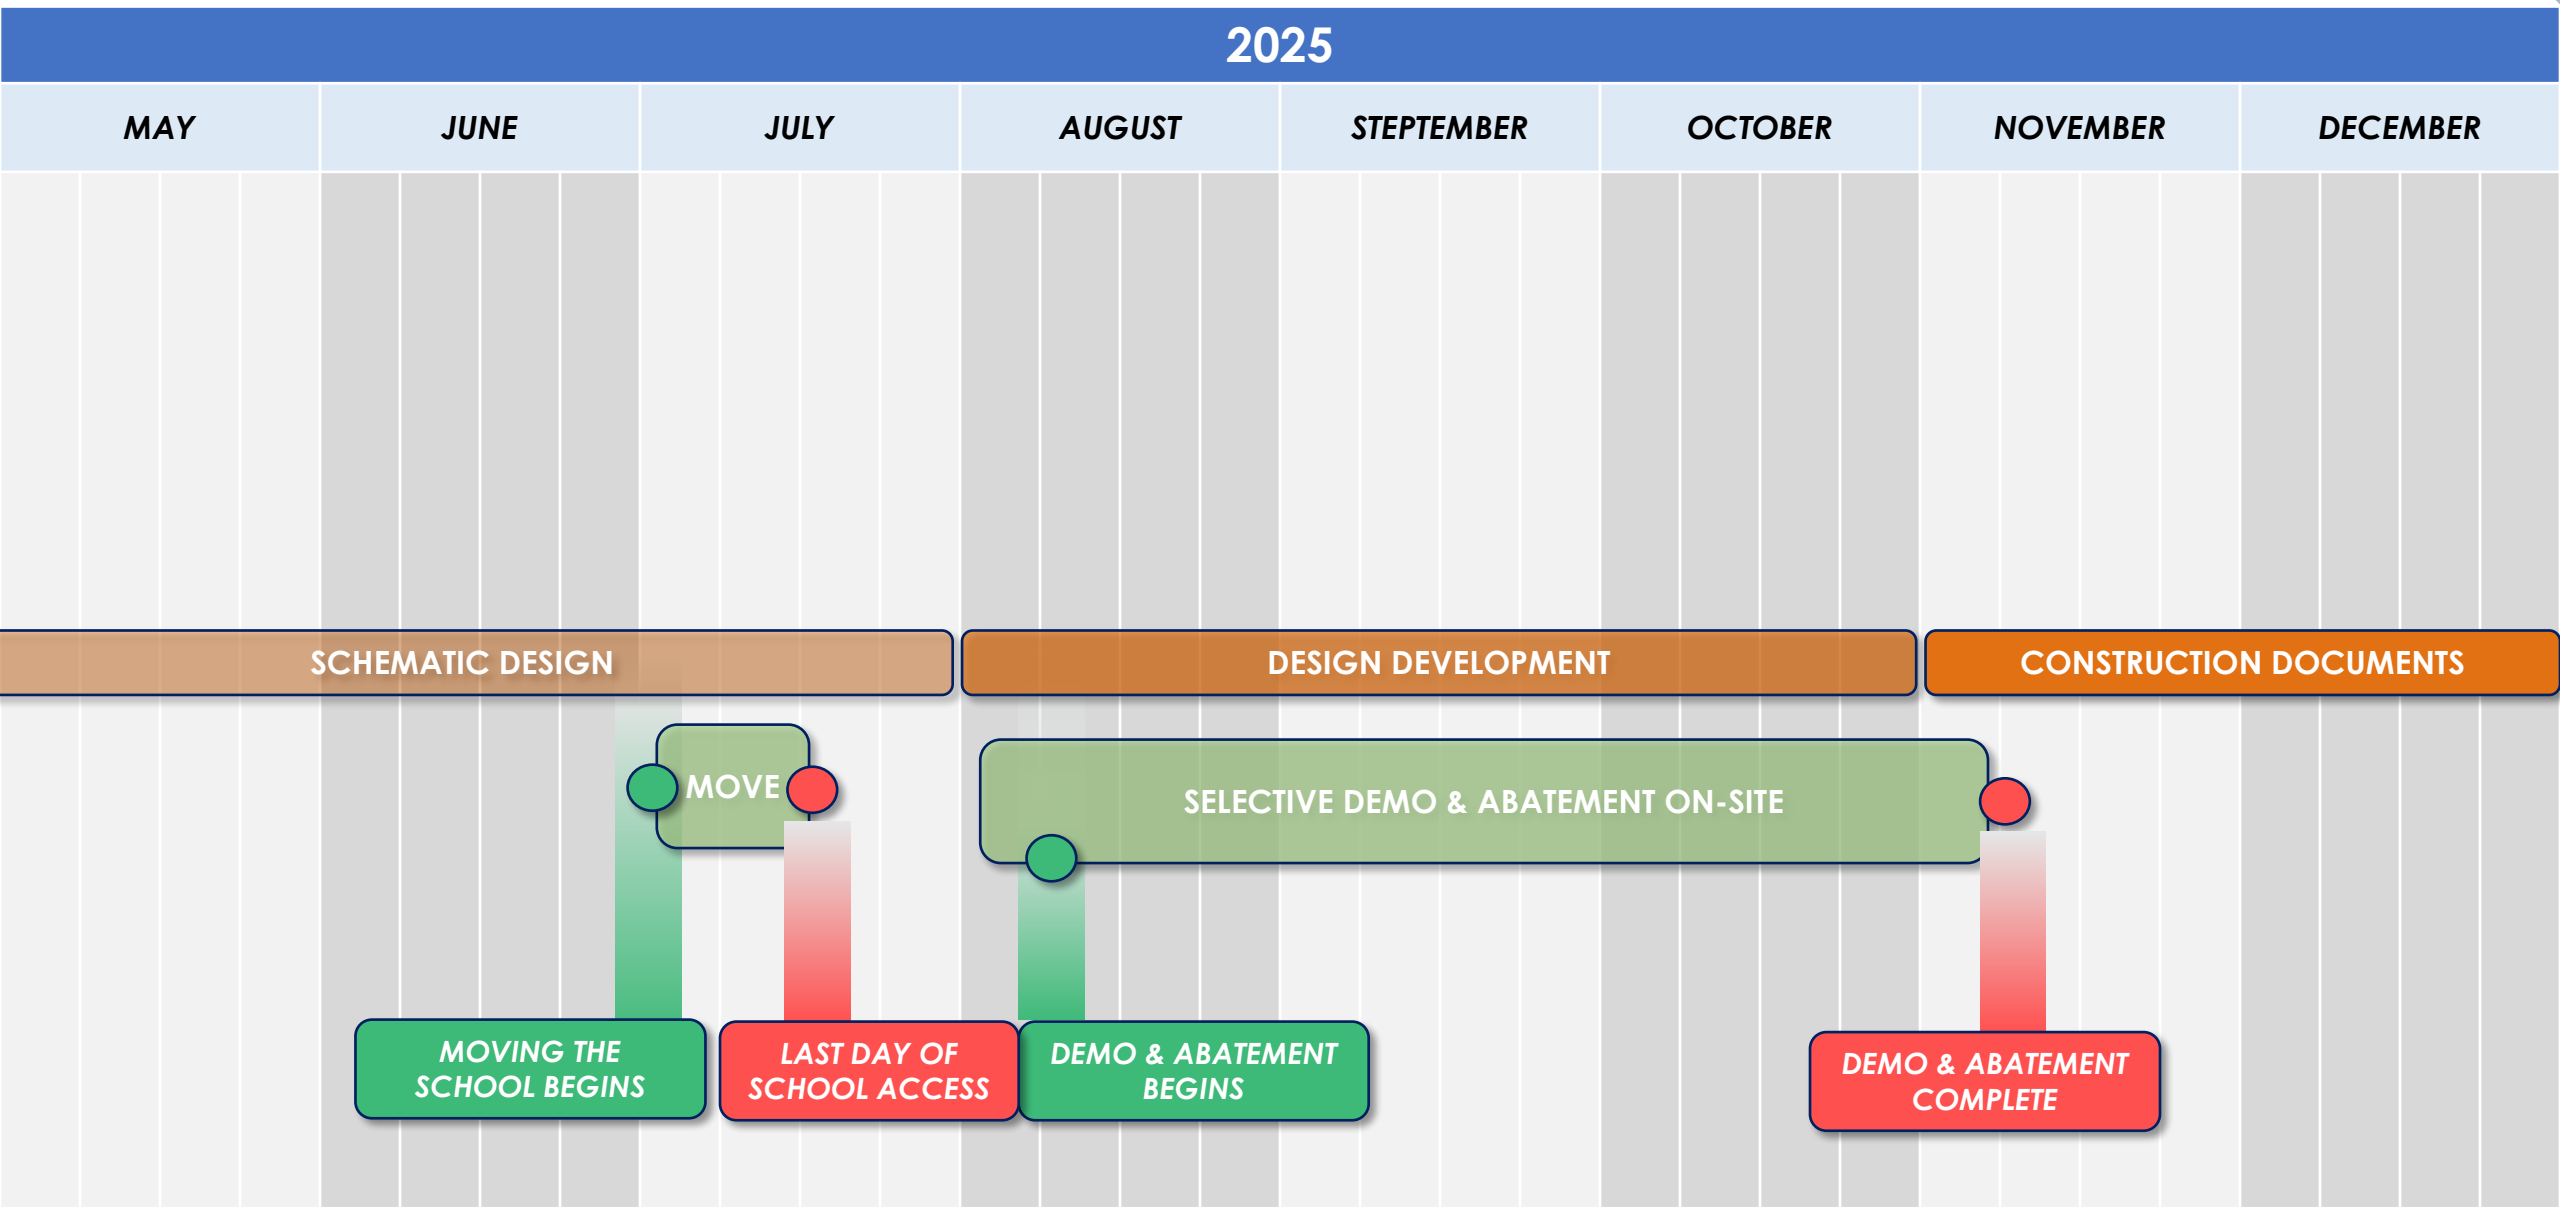 2025
MAY
JUNE
JULY
AUGUST
STEPTEMBER
OCTOBER
NOVEMBER
DECEMBER
SCHEMATIC DESIGN
DESIGN DEVELOPMENT
CONSTRUCTION DOCUMENTS
MOVE
SELECTIVE DEMO & ABATEMENT ON-SITE
MOVING THE
SCHOOL BEGINS
LAST DAY OF
SCHOOL ACCESS
DEMO & ABATEMENT
BEGINS
DEMO & ABATEMENT
COMPLETE